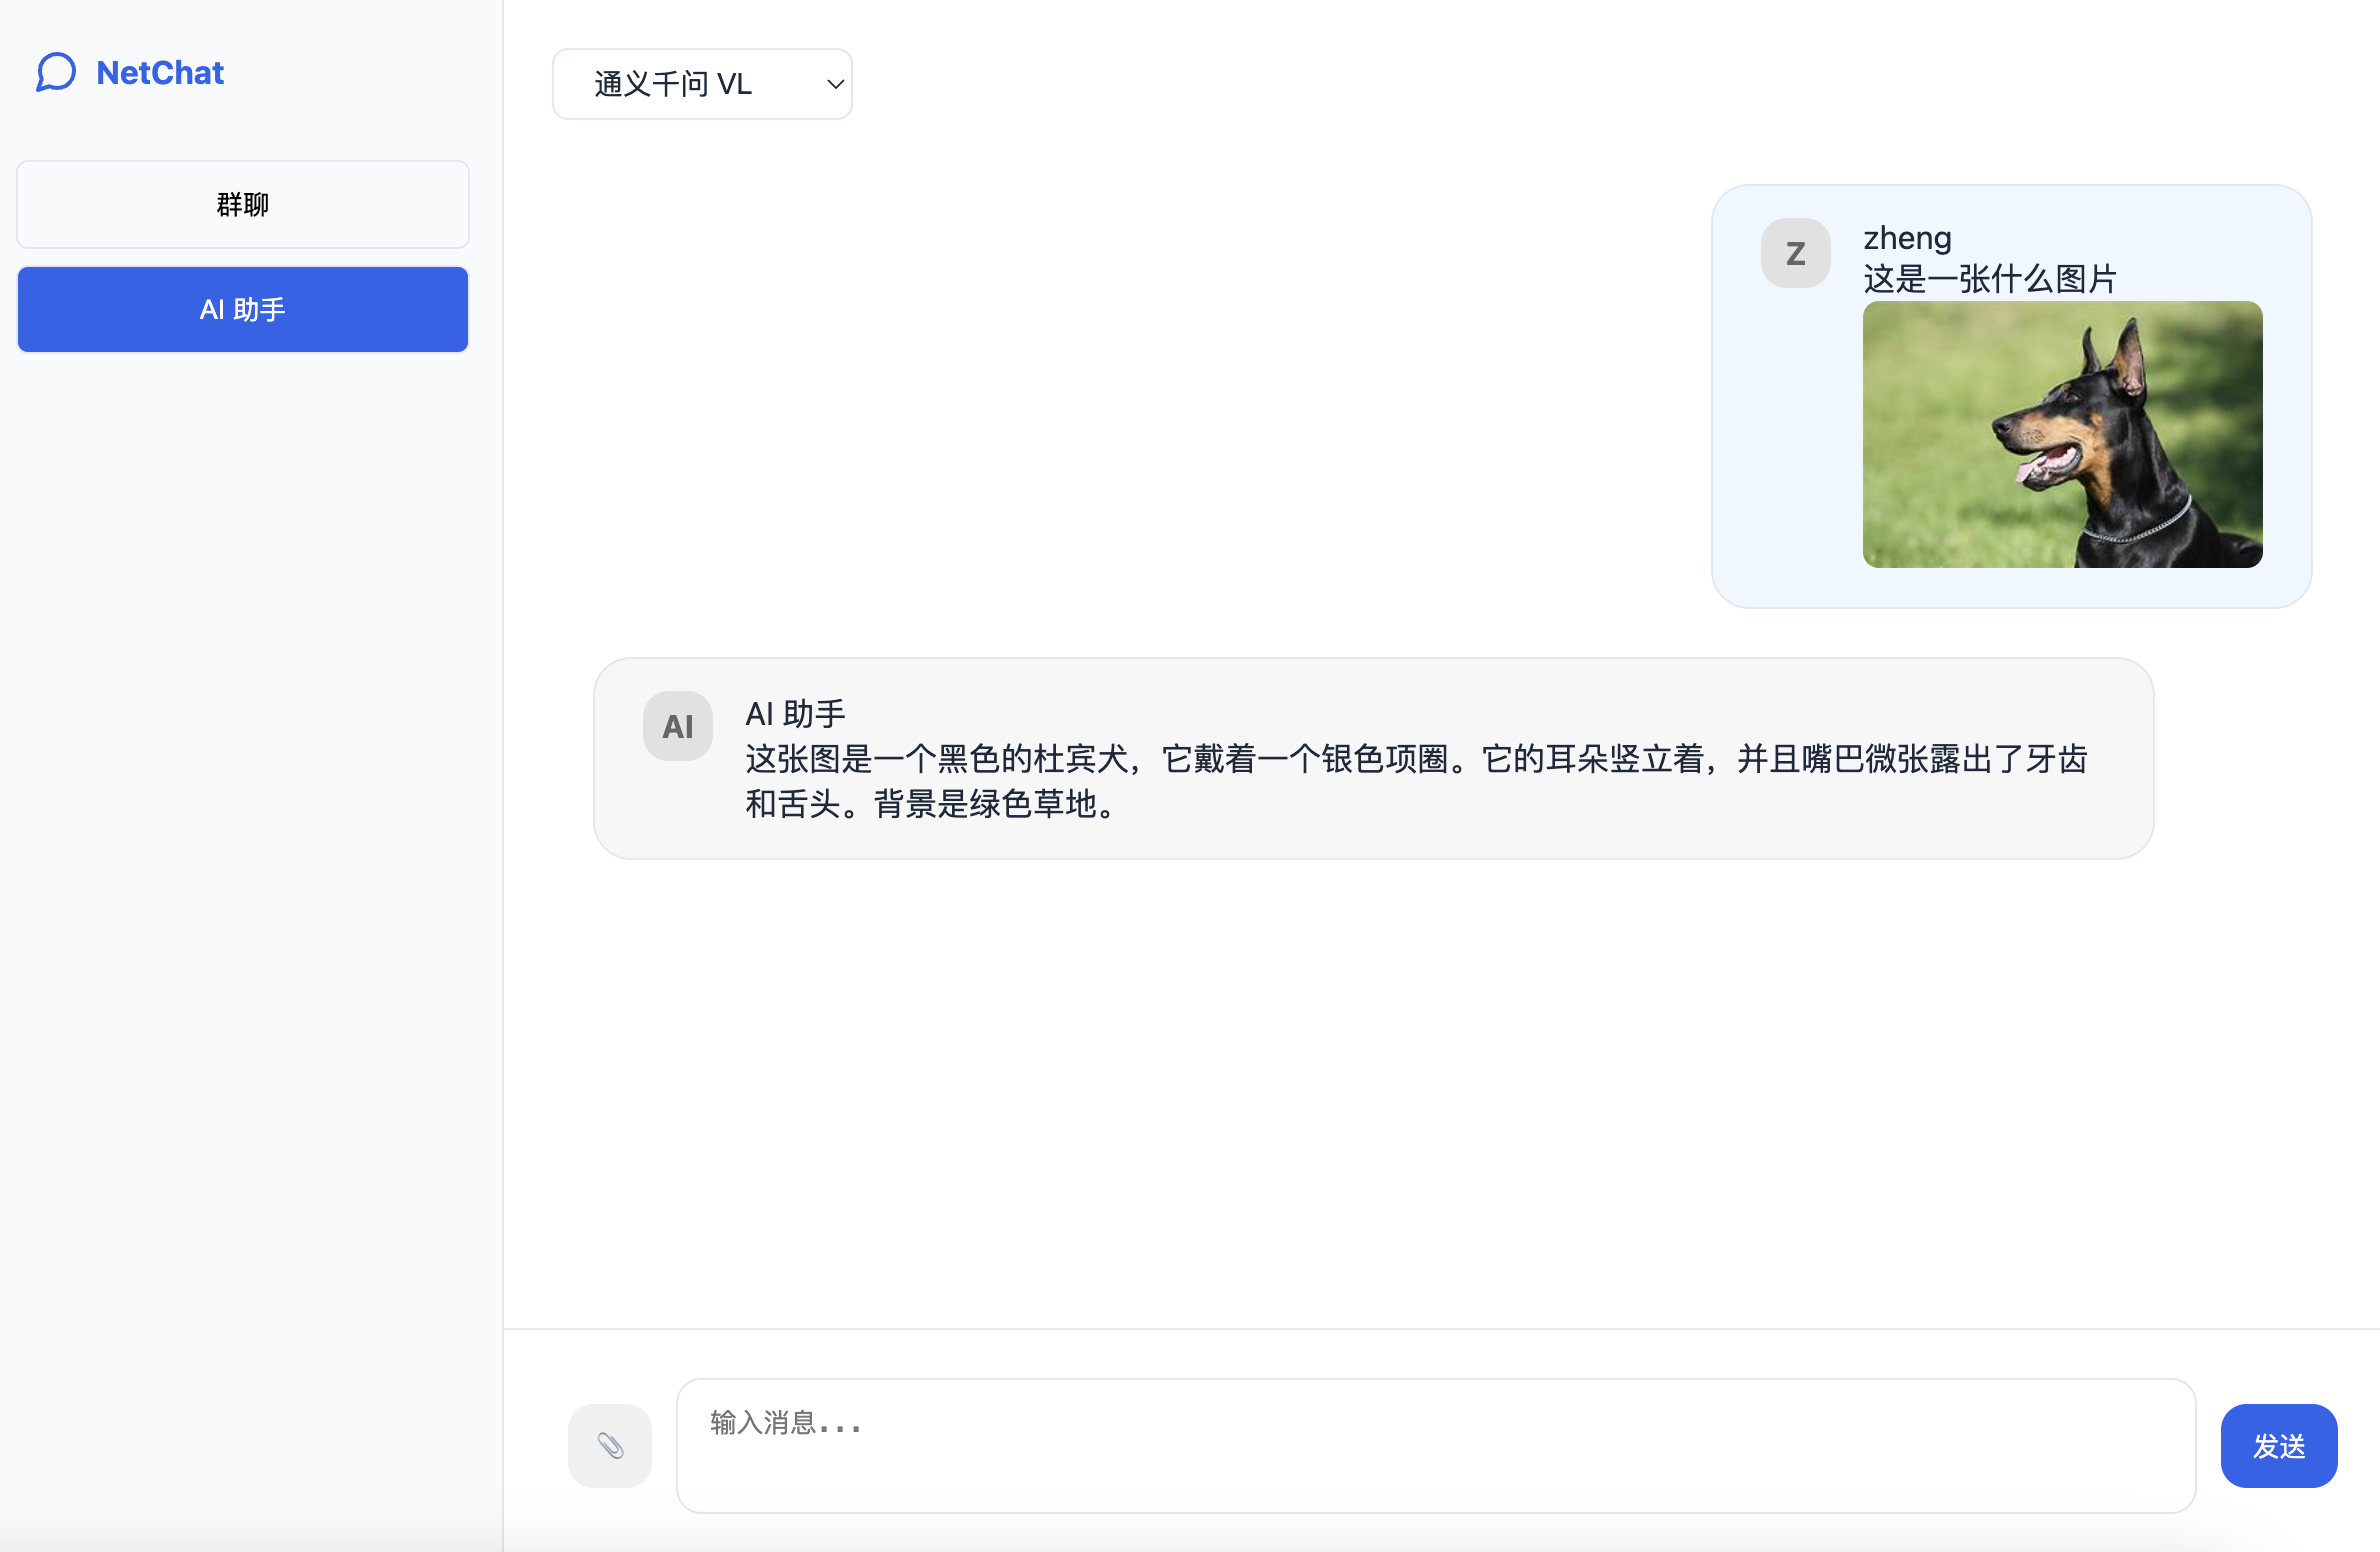 NetChat
群聊
AI 助手
通义千问 VL
Z
zheng
这是一张什么图片
AI
AI 助手
这张图是一个黑色的杜宾犬，它戴着一个银色项圈。它的耳朵竖立着，并且嘴巴微张露出了牙齿
和舌头。背景是绿色草地。
输入消息...
发送